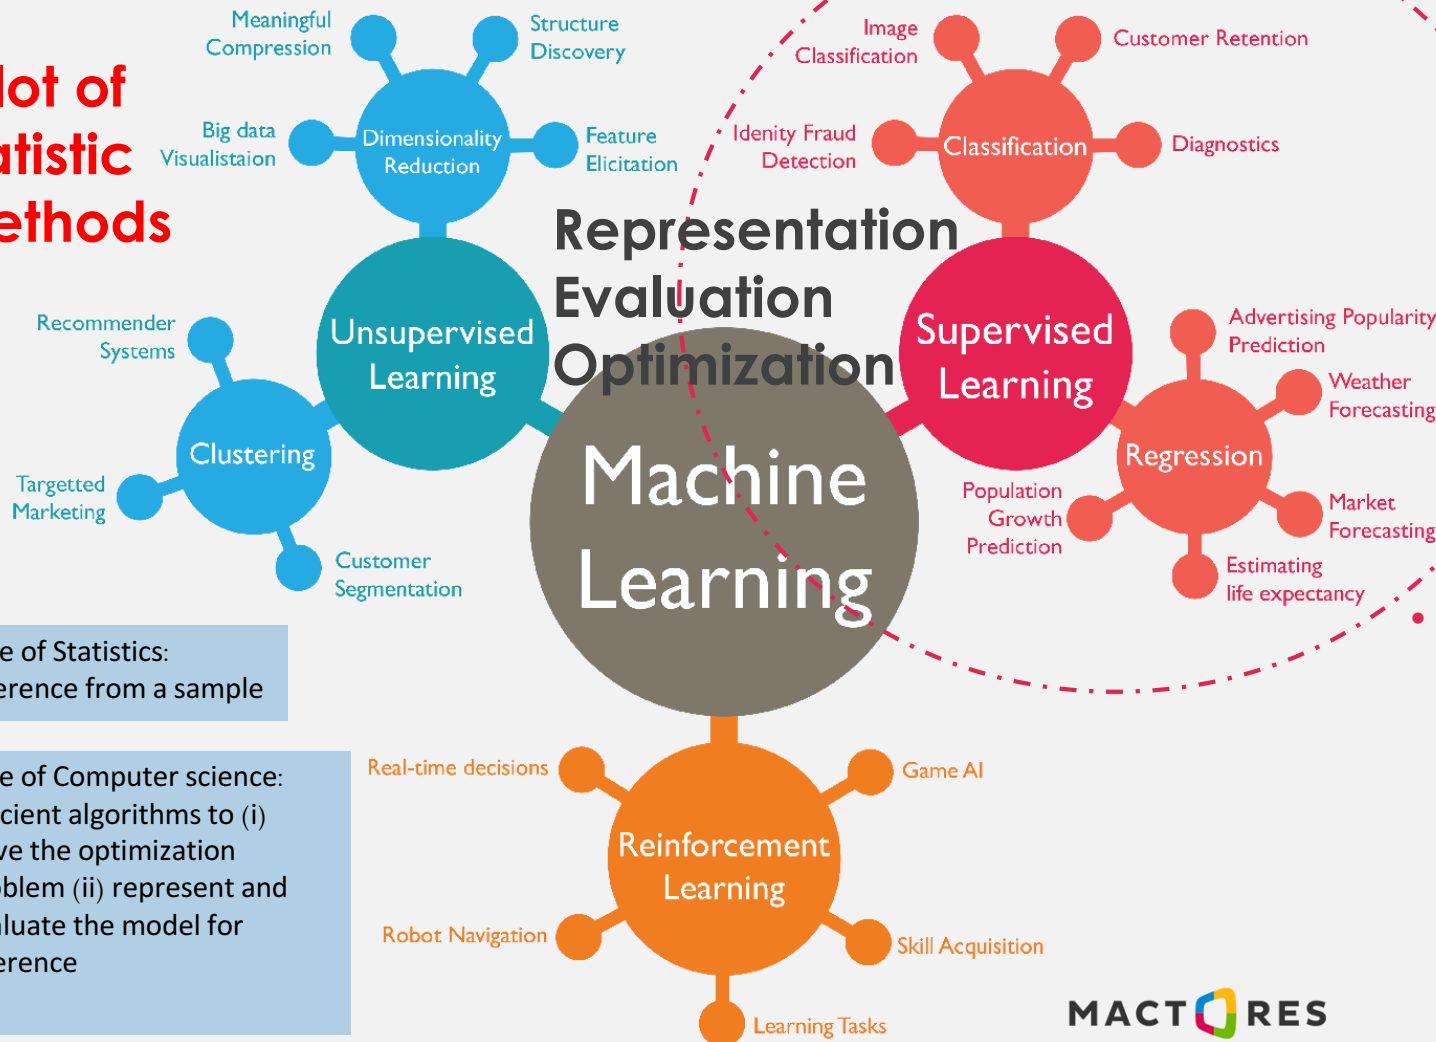 Meaningful
Compression
Structure
Discovery
lot of
atistic
ethods
Big data
Visualistaion
Dimensionality
Reduction
Feature
Elicitation
Image
Classification
Customer Retention
Idenity Fraud
Detection
Classification
Diagnostics
Representation
Evaluation
Optimization
Recommender
Systems
Unsupervised
Learning
Clustering
Targetted
Marketing
Customer
Segmentation
Supervised
Learning
Advertising Popularity
Prediction
Weather
Forecasting
Regression
Population
Growth
Prediction
Market
Forecasting
Estimating
life expectancy
Machine
Learning
e of Statistics:
erence from a sample
e of Computer science:
cient algorithms to (i)
ve the optimization
oblem (ii) represent and
aluate the model for
erence
Real-time decisions
Game AI
Reinforcement
Learning
Robot Navigation
Skill Acquisition
Learning Tasks
MACTORES